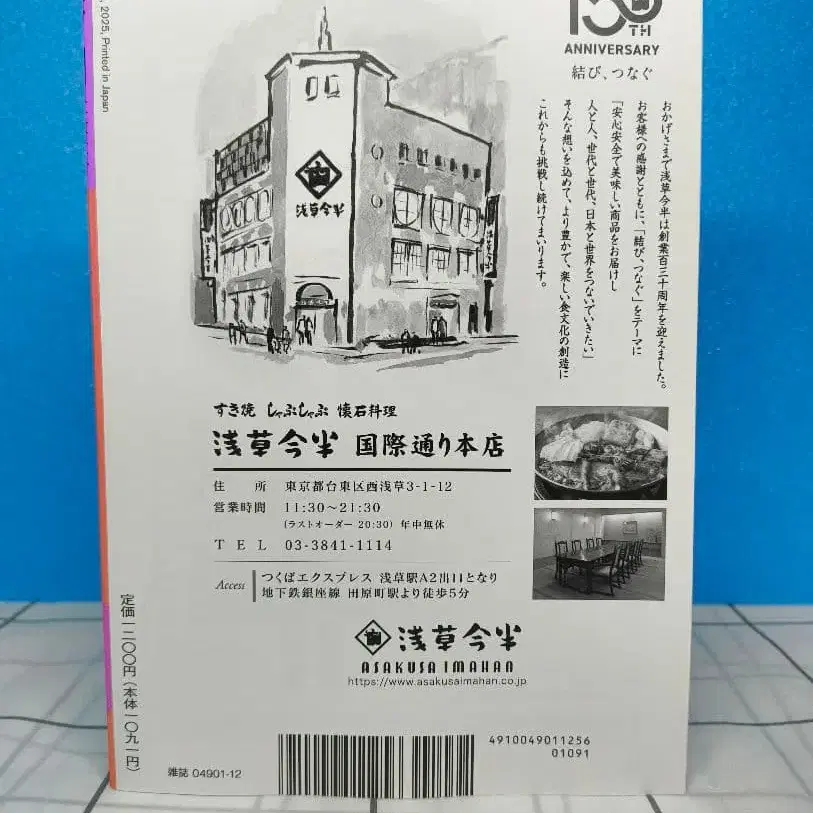 , 2025, Printed in Japan
TH
ANNIVERSARY
結び、つなぐ
おかげさまで浅草今半は創業百三十周年を迎えました。
お客様への感謝とともに、「結び、つなぐ」をテーマに
「安心安全で美味しい商品をお届けし
人と人、世代と世代、日本と世界をつないでいきたい」
そんな想いを込めて、より豊かで、楽しい食文化の創造に
これからも挑戦し続けてまいります。
浅草今半
すき焼 しゃぶしゃぶ 懐石料理
浅草今半 国際通り本店
住 所 東京都台東区西浅草3-1-12
営業時間 11:30〜21:30
(ラストオーダー 20:30) 年中無休
TEL 03-3841-1114
Access
つくばエクスプレス 浅草駅A2出口となり
地下鉄銀座線 田原町駅より徒歩5分
浅草今半
ASAKUSA IMAHAN
https://www.asakusaimahan.co.jp
定価一二〇〇円(本体一〇九一円)
雑誌 04901-12
4910049011256
01091